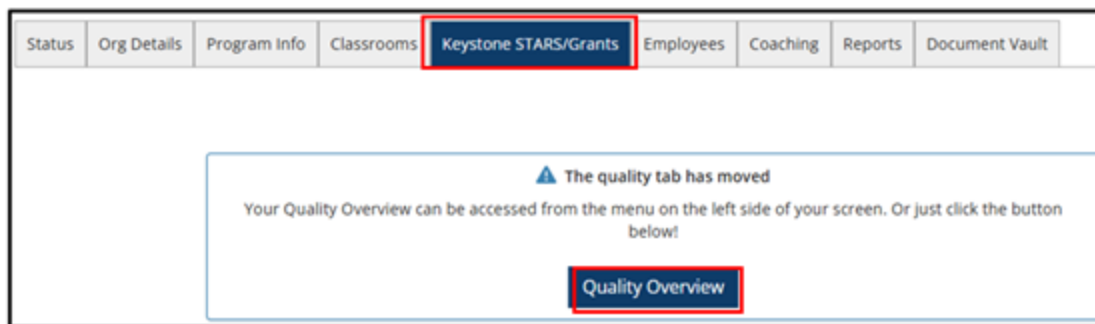 Status Org Details Program Info Classrooms Keystone STARS/Grants Employees Coaching Reports Document Vault
The quality tab has moved
Your Quality Overview can be accessed from the menu on the left side of your screen. Or just click the button
below!
Quality Overview